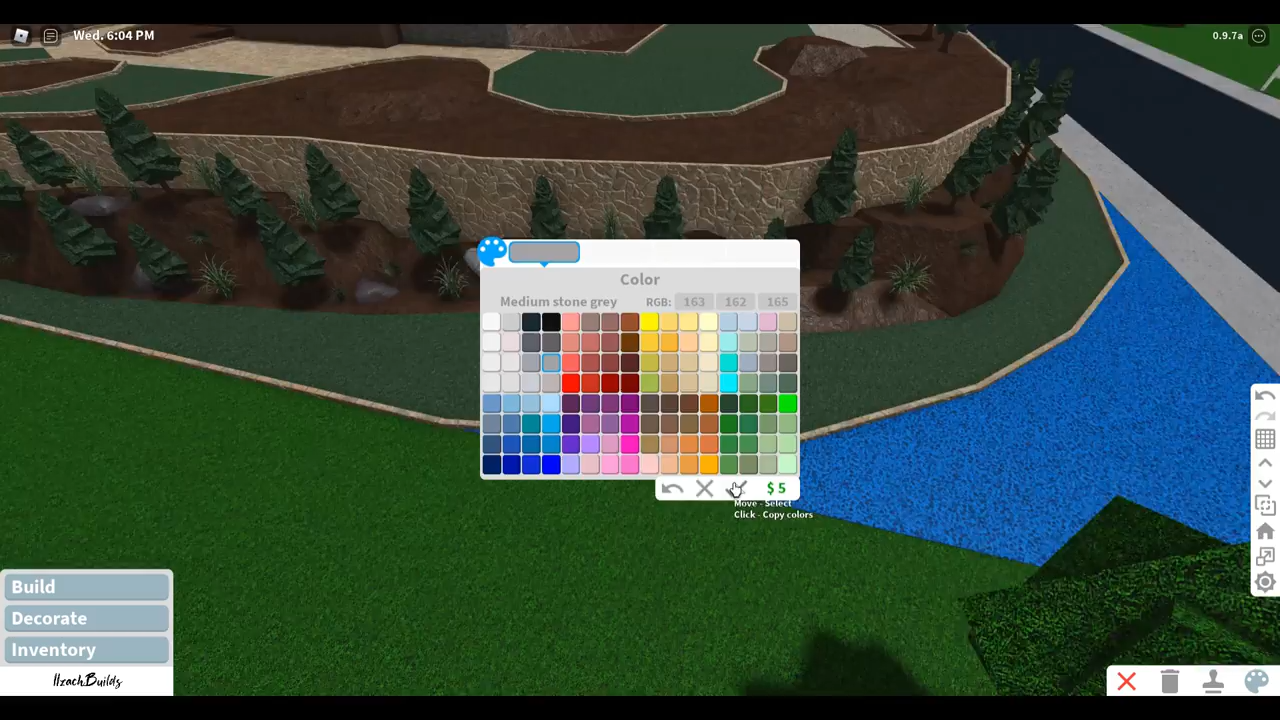 Wed. 6:04 PM
0.9.7a
Color
Medium stone grey RGB: 163 162 165
$ 5
Move - Select
Click - Copy colors
Build
Decorate
Inventory
IIzachBuilds